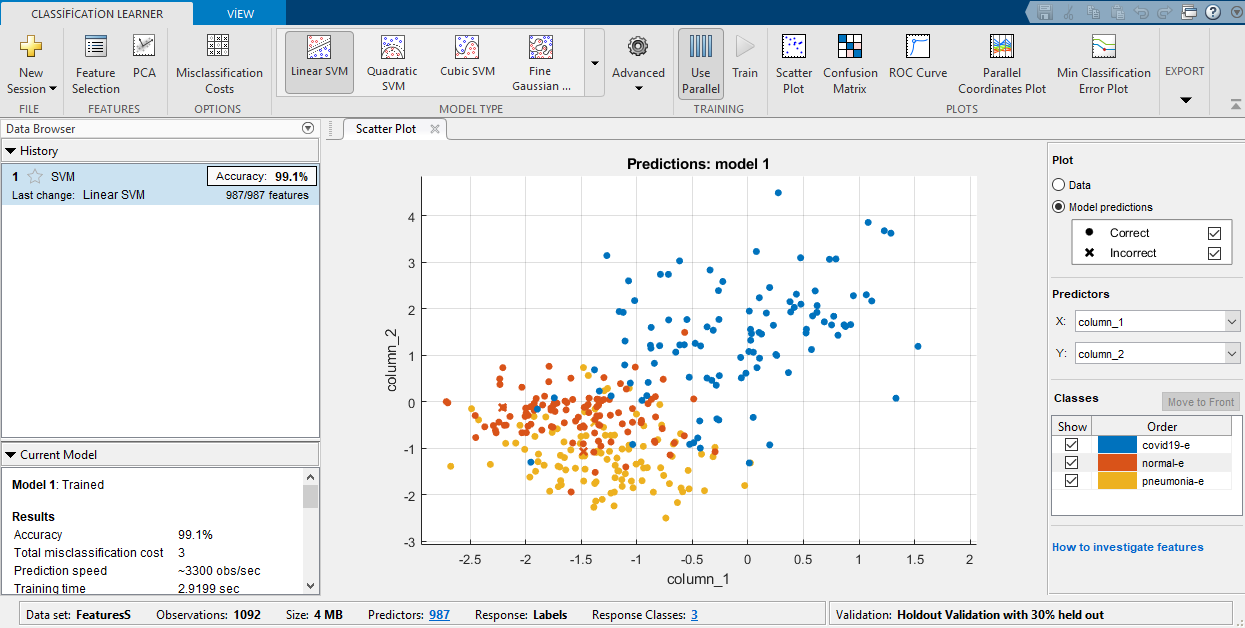 CLASSIFICATION LEARNER
VIEW
New Session
FILE
Feature Selection
PCA
FEATURES
Misclassification Costs
OPTIONS
Linear SVM
Quadratic SVM
Cubic SVM
Fine Gaussian ...
MODEL TYPE
Advanced
Use Parallel
Train
TRAINING
Scatter Plot
Confusion Matrix
ROC Curve
Parallel Coordinates Plot
Min Classification Error Plot
PLOTS
EXPORT
Data Browser
History
1 SVM Accuracy: 99.1%
Last change: Linear SVM 987/987 features
Current Model
Model 1: Trained
Results
Accuracy 99.1%
Total misclassification cost 3
Prediction speed ~3300 obs/sec
Training time 2.9199 sec
Scatter Plot
Predictions: model 1
column_2
4
3
2
1
0
-1
-2
-3
-2.5 -2 -1.5 -1 -0.5 0 0.5 1 1.5 2
column_1
Plot
Data
Model predictions
Correct
Incorrect
Predictors
X: column_1
Y: column_2
Classes
Move to Front
Show Order
covid19-e
normal-e
pneumonia-e
How to investigate features
Data set: FeaturesS Observations: 1092 Size: 4 MB Predictors: 987 Response: Labels Response Classes: 3
Validation: Holdout Validation with 30% held out